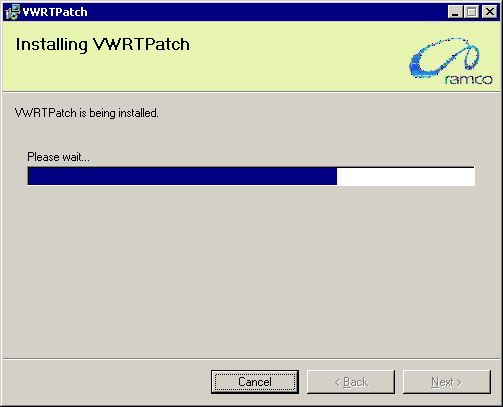 VWRTPatch
Installing VWRTPatch
ramco
VWRTPatch is being installed.
Please wait...
Cancel
< Back
Next >